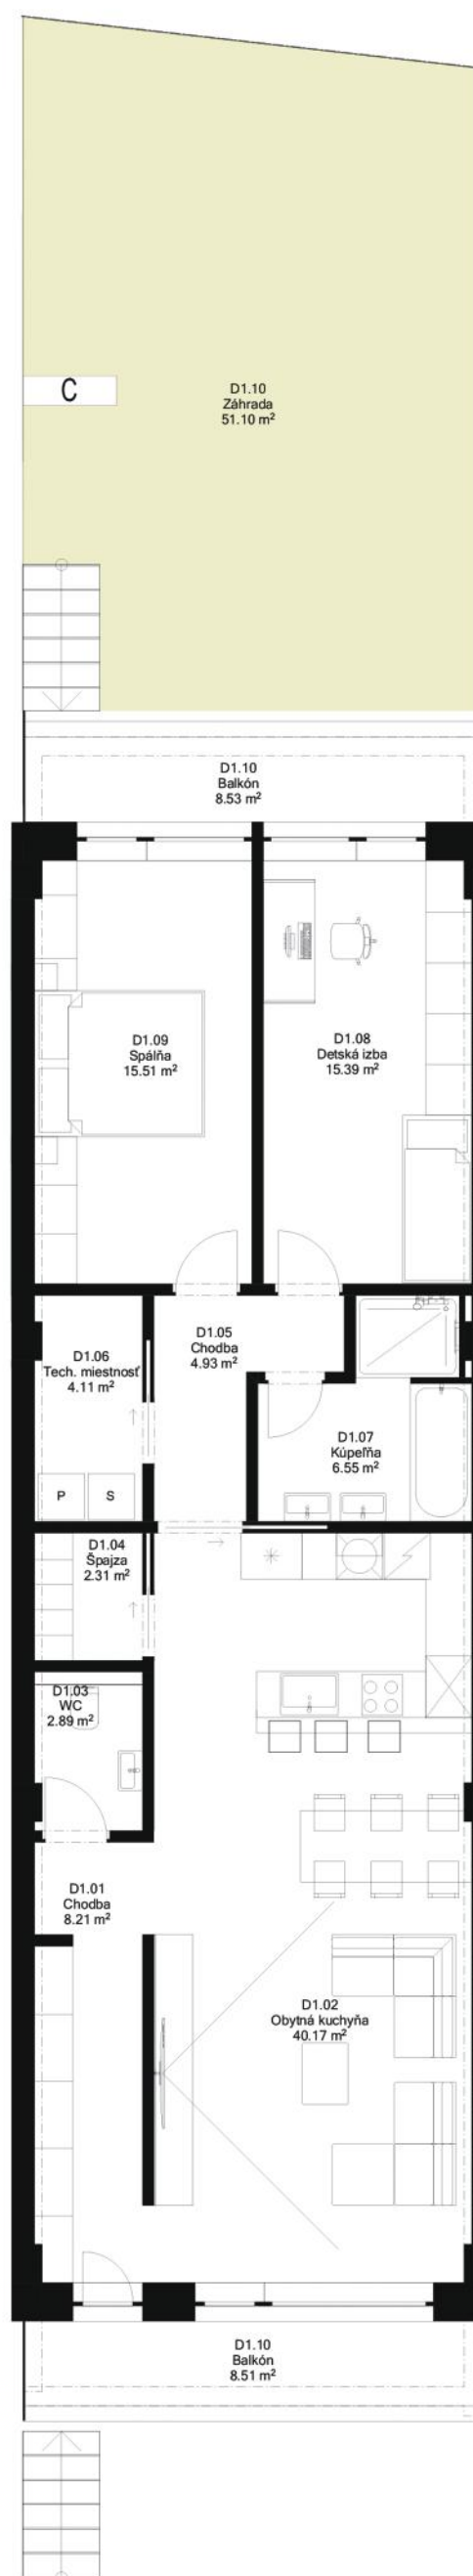 C
D1.10
Záhrada
51.10 m²
D1.10
Balkón
8.53 m²
D1.09
Spálňa
15.51 m²
D1.08
Detská izba
15.39 m²
D1.05
Chodba
4.93 m²
D1.06
Tech. miestnosť
4.11 m²
D1.07
Kúpeľňa
6.55 m²
P
S
D1.04
Špajza
2.31 m²
D1.03
WC
2.89 m²
D1.01
Chodba
8.21 m²
D1.02
Obytná kuchyňa
40.17 m²
D1.10
Balkón
8.51 m²